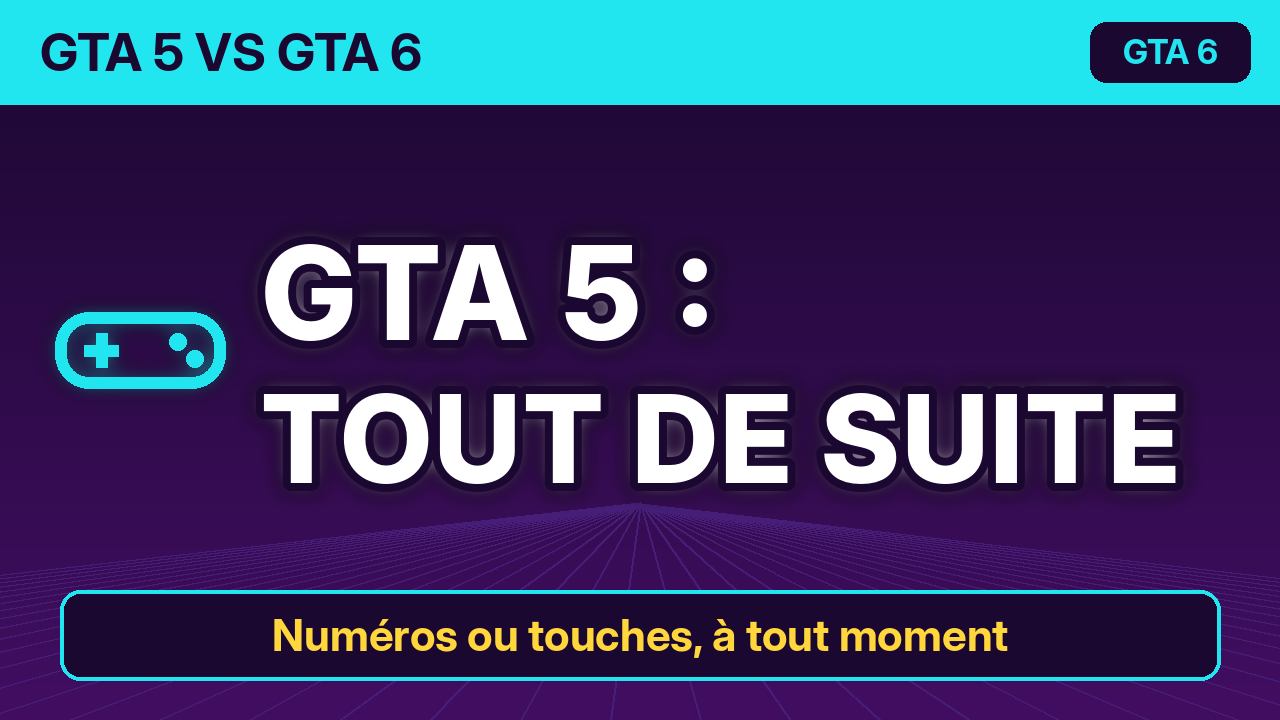 GTA 5 VS GTA 6
GTA 6
GTA 5 :
TOUT DE SUITE
Numéros ou touches, à tout moment